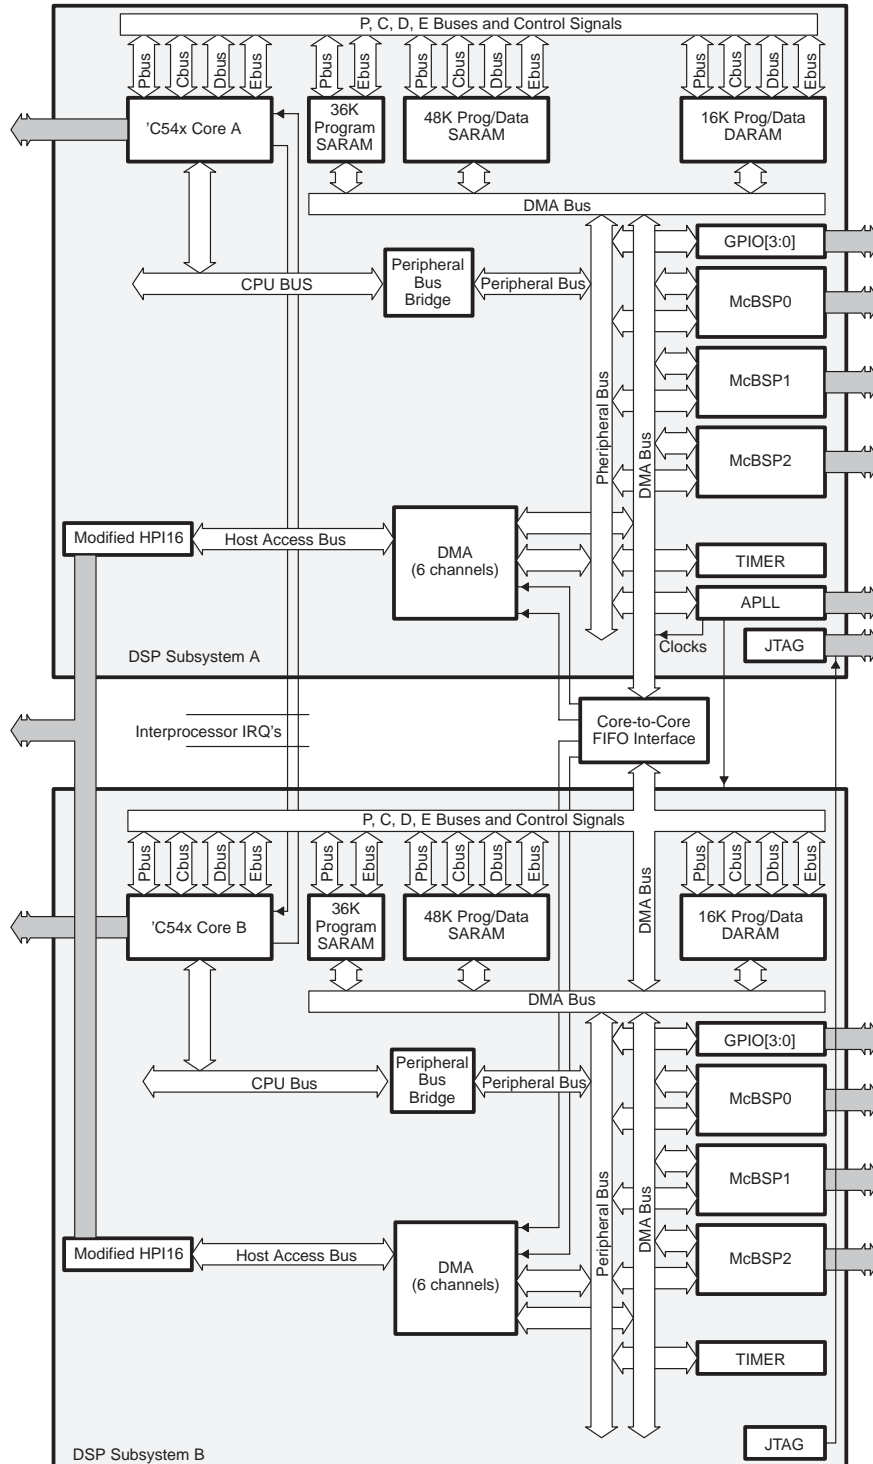 P, C, D, E Buses and Control Signals
Pbus
Cbus
Dbus
Ebus
Pbus
Ebus
Pbus
Cbus
Dbus
Ebus
Pbus
Cbus
Dbus
Ebus
'C54x Core A
36K
Program
SARAM
48K Prog/Data
SARAM
16K Prog/Data
DARAM
DMA Bus
GPIO[3:0]
CPU BUS
Peripheral
Bus
Bridge
Peripheral Bus
McBSP0
McBSP1
Pheripheral Bus
DMA Bus
McBSP2
Modified HPI16
Host Access Bus
DMA
(6 channels)
TIMER
APLL
Clocks
JTAG
DSP Subsystem A
Interprocessor IRQ's
Core-to-Core
FIFO Interface
P, C, D, E Buses and Control Signals
Pbus
Cbus
Dbus
Ebus
Pbus
Ebus
Pbus
Cbus
Dbus
Ebus
DMA Bus
Pbus
Cbus
Dbus
Ebus
'C54x Core B
36K
Program
SARAM
48K Prog/Data
SARAM
16K Prog/Data
DARAM
DMA Bus
GPIO[3:0]
CPU Bus
Peripheral
Bus
Bridge
Peripheral Bus
McBSP0
McBSP1
Peripheral Bus
DMA Bus
McBSP2
Modified HPI16
Host Access Bus
DMA
(6 channels)
TIMER
JTAG
DSP Subsystem B